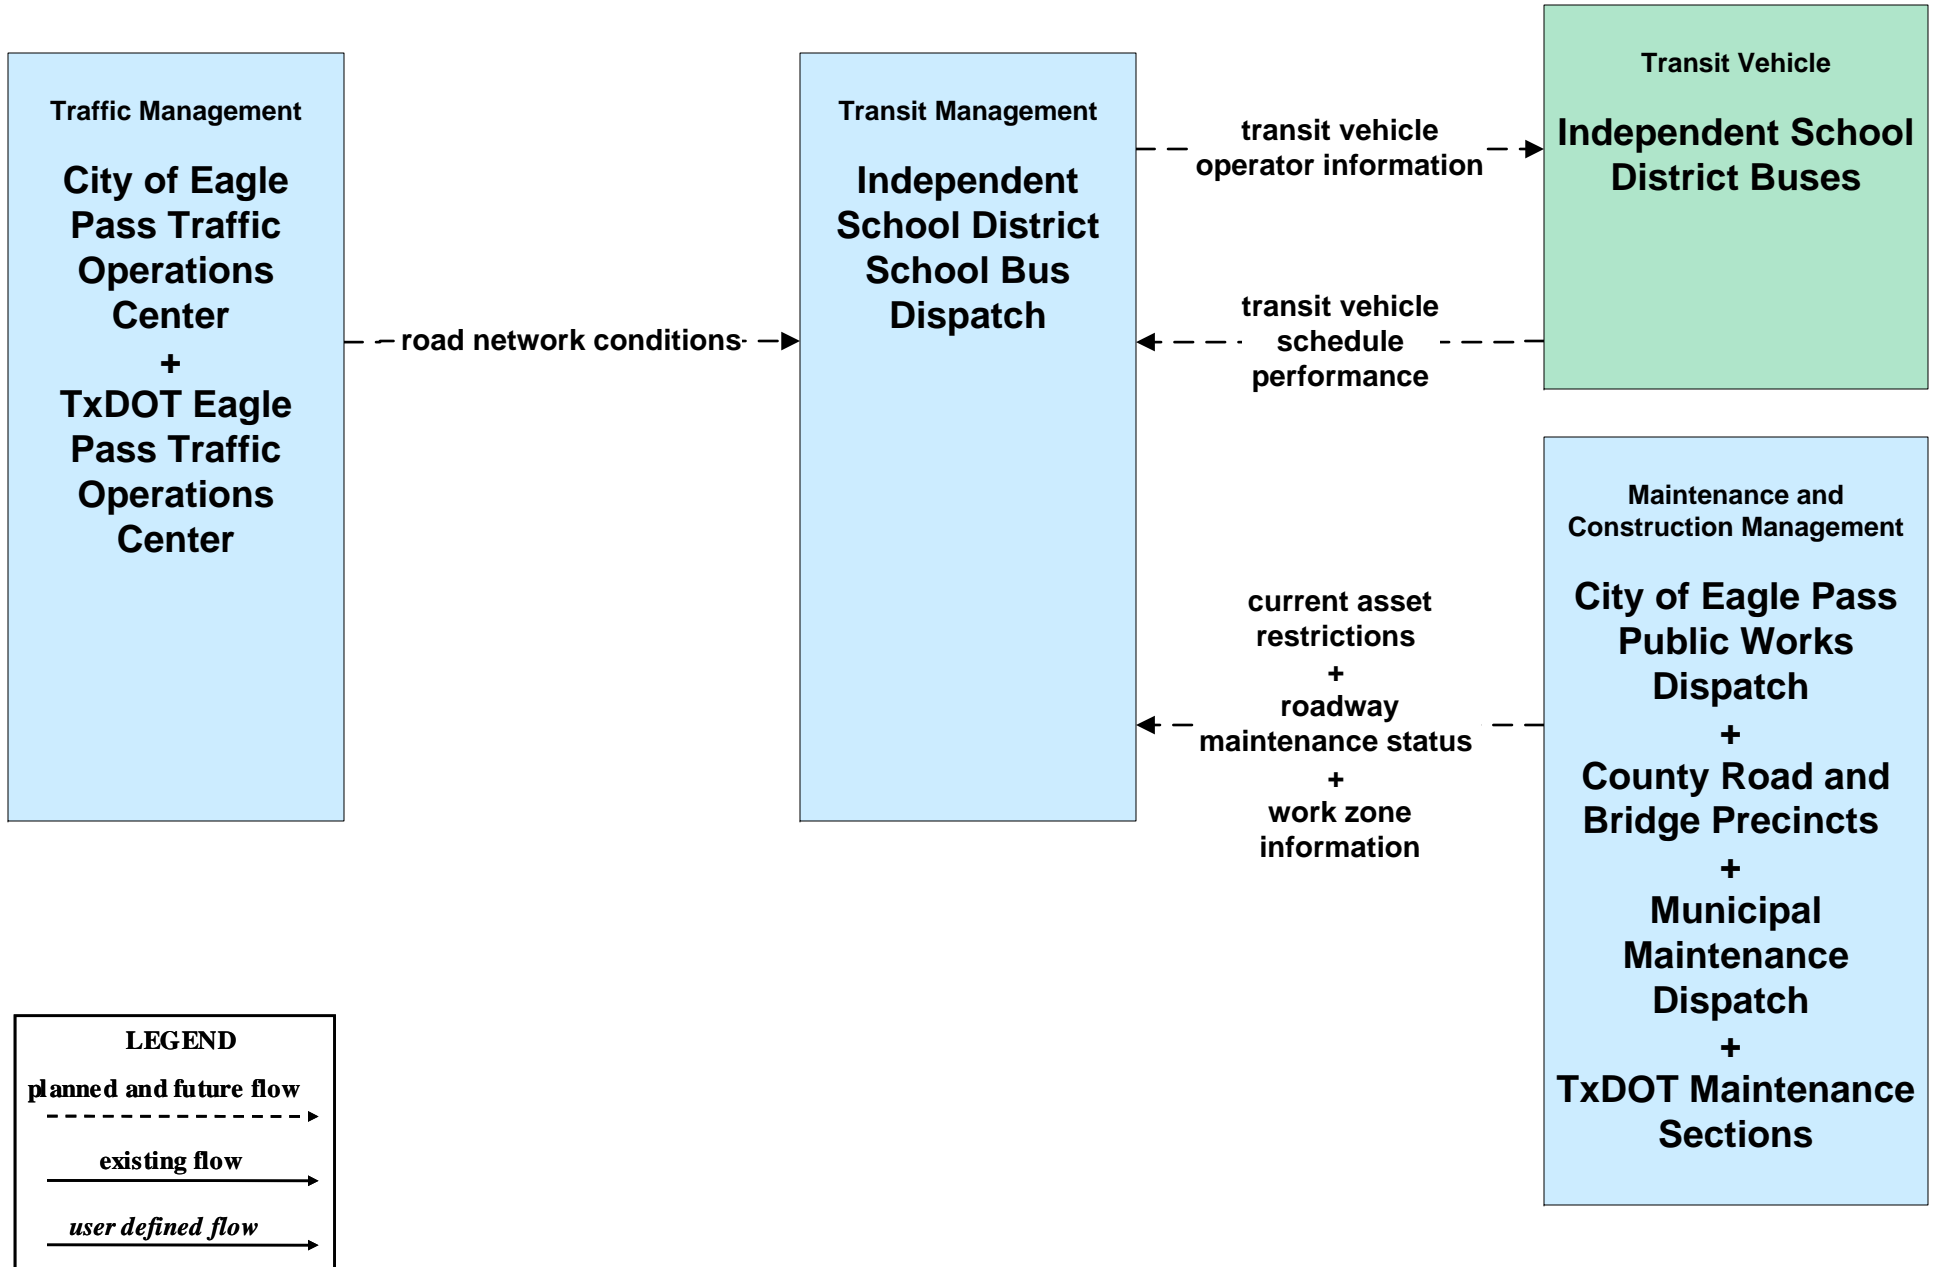 Traffic Management
City of Eagle
Pass Traffic
Operations
Center
+
TxDOT Eagle
Pass Traffic
Operations
Center
road network conditions
Transit Management
Independent
School District
School Bus
Dispatch
transit vehicle
operator information
transit vehicle
schedule
performance
Transit Vehicle
Independent School
District Buses
current asset
restrictions
+
roadway
maintenance status
+
work zone
information
Maintenance and
Construction Management
City of Eagle Pass
Public Works
Dispatch
+
County Road and
Bridge Precincts
+
Municipal
Maintenance
Dispatch
+
TxDOT Maintenance
Sections
LEGEND
planned and future flow
existing flow
user defined flow